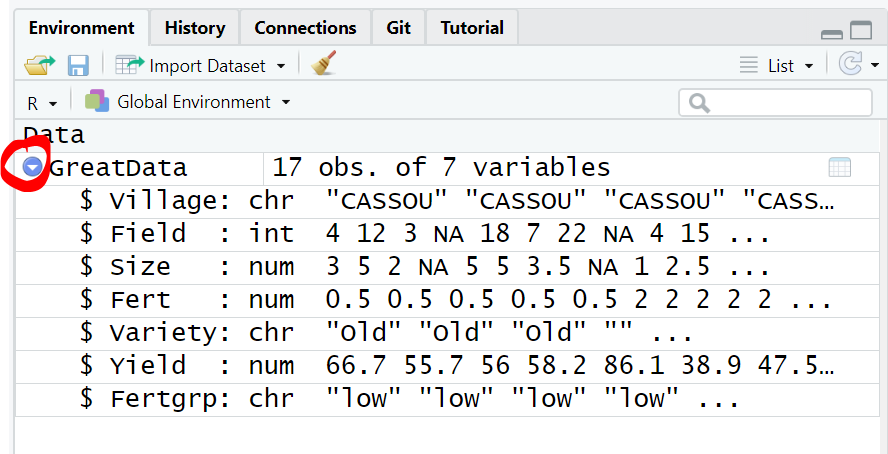 Environment History Connections Git Tutorial
Import Dataset List
R Global Environment
Data
GreatData 17 obs. of 7 variables
$ Village: chr "CASSOU" "CASSOU" "CASSOU" "CASS…
$ Field : int 4 12 3 NA 18 7 22 NA 4 15 ...
$ Size : num 3 5 2 NA 5 5 3.5 NA 1 2.5 ...
$ Fert : num 0.5 0.5 0.5 0.5 0.5 2 2 2 2 2 ...
$ Variety: chr "Old" "Old" "Old" "" ...
$ Yield : num 66.7 55.7 56 58.2 86.1 38.9 47.5…
$ Fertgrp: chr "low" "low" "low" "low" ...